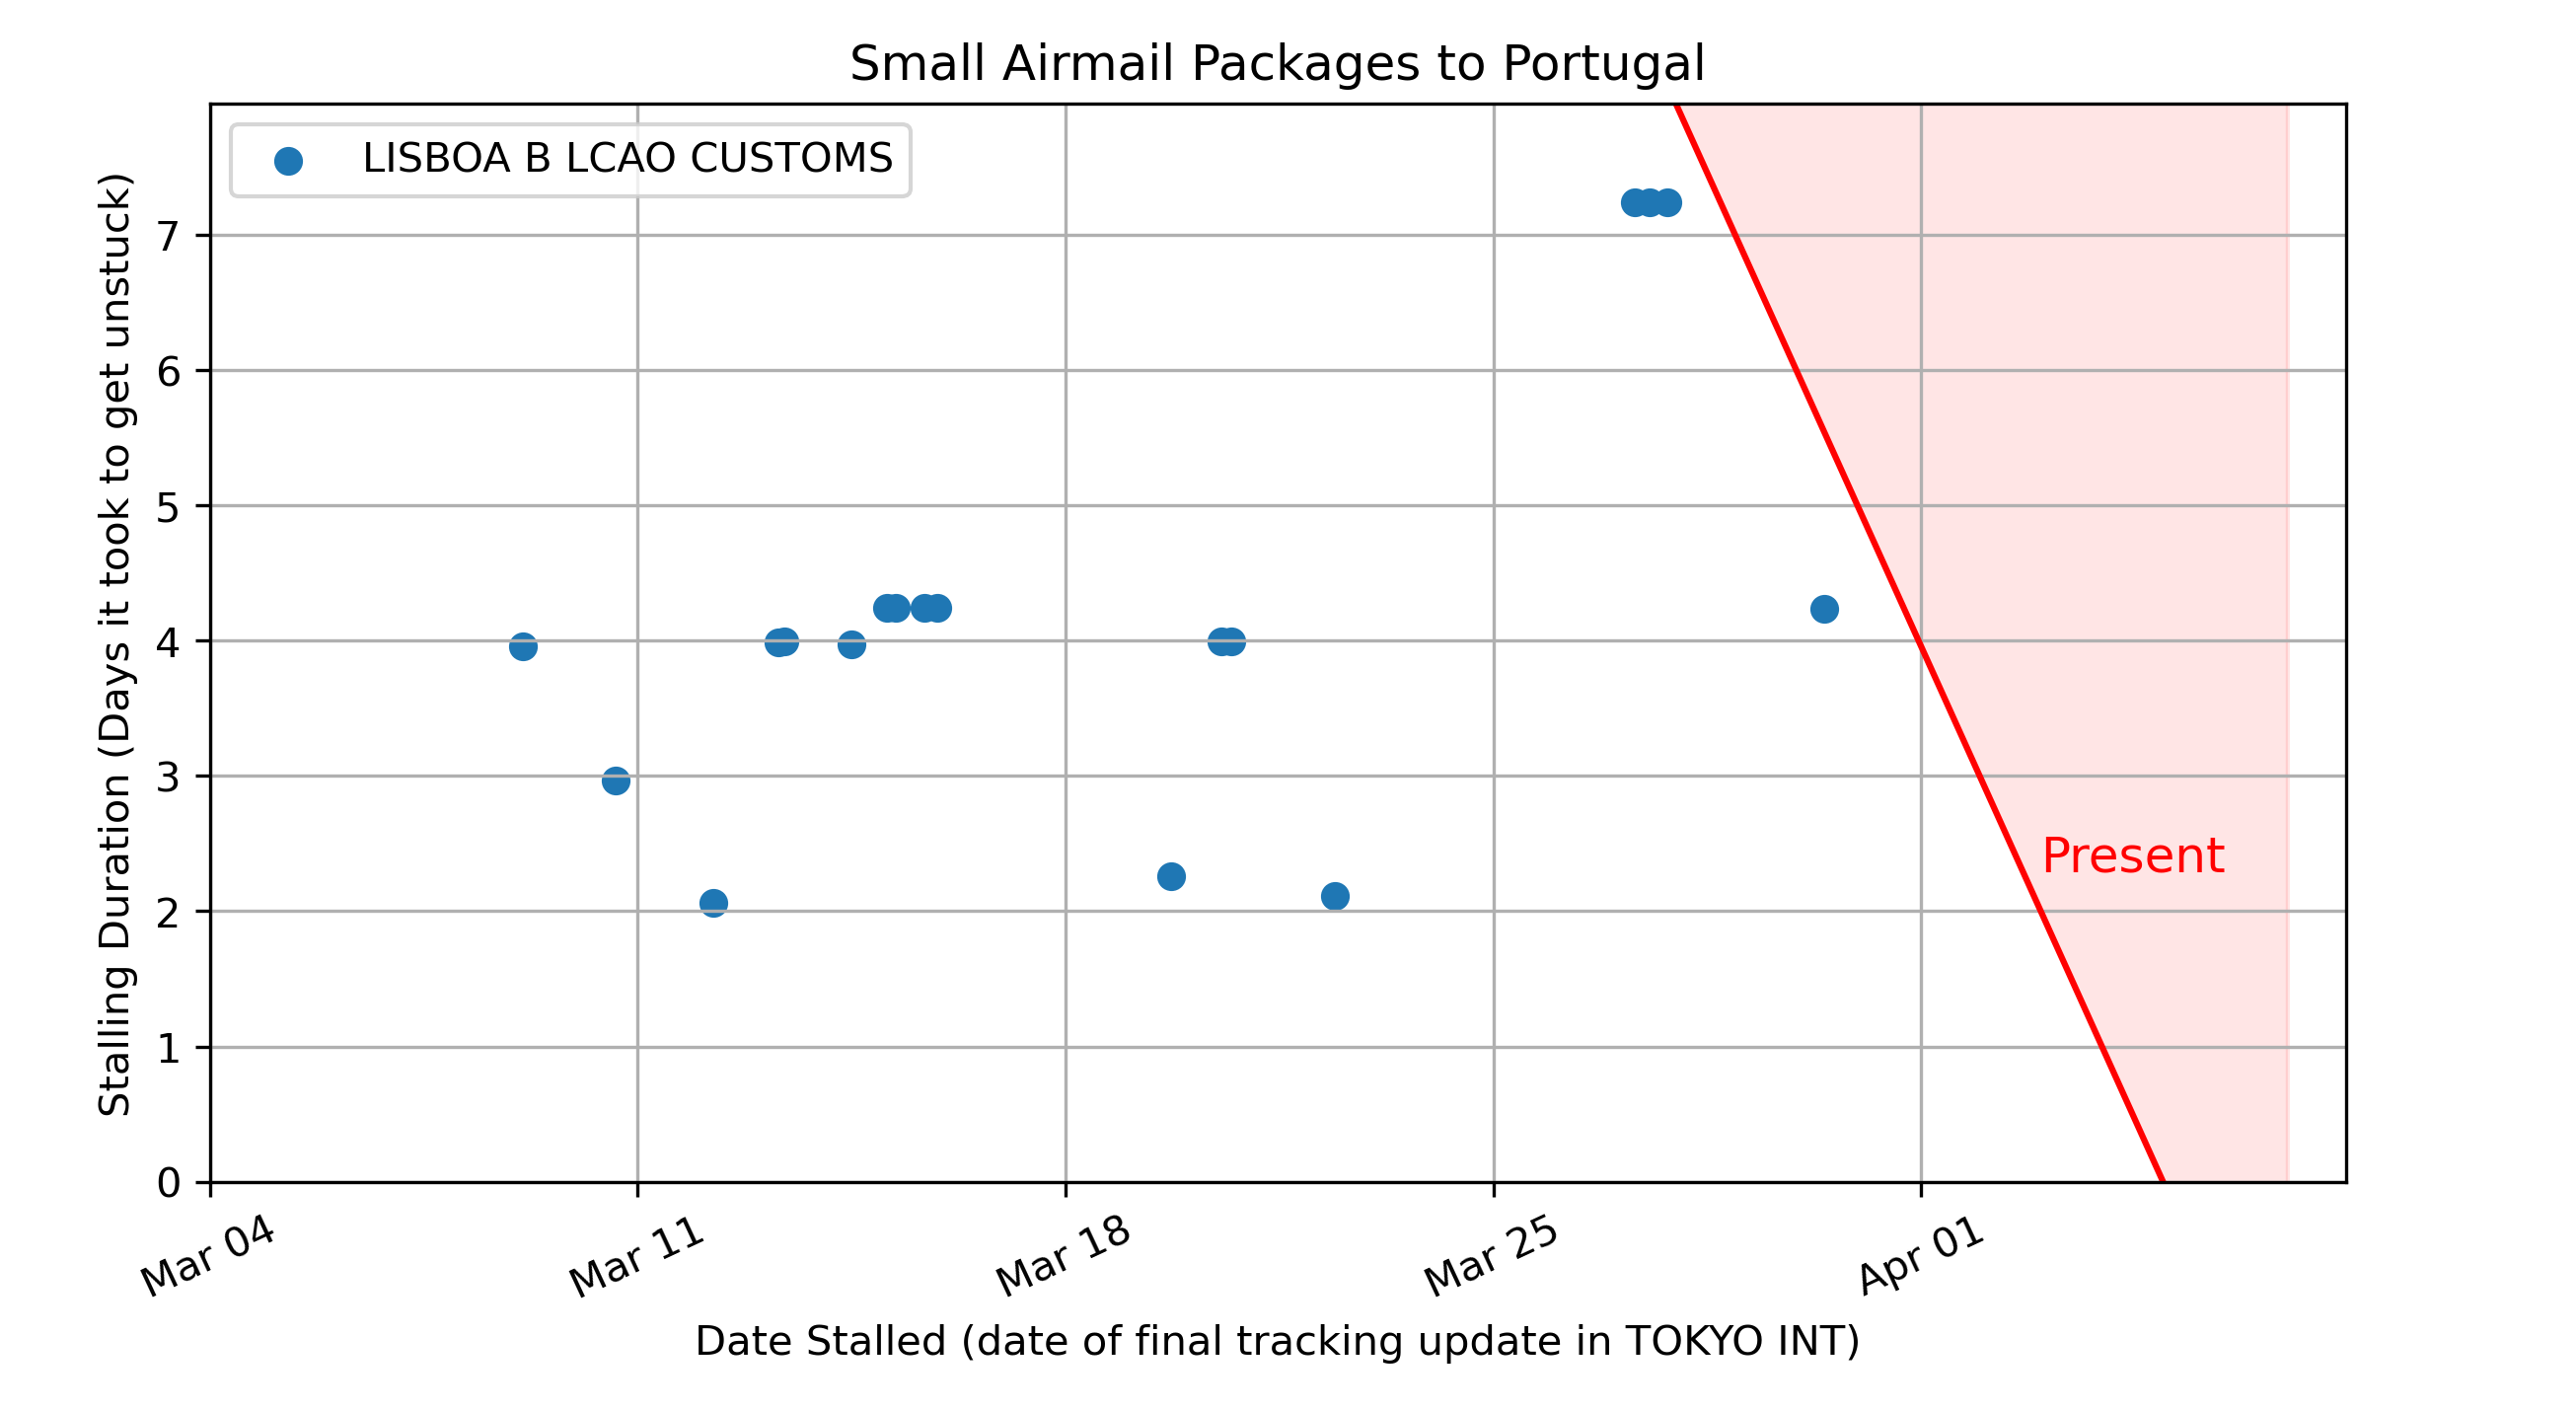 Small Airmail Packages to Portugal
LISBOA B LCAO CUSTOMS
Stalling Duration (Days it took to get unstuck)
7
6
5
4
3
2
1
0
Present
Mar 04
Mar 11
Mar 18
Mar 25
Apr 01
Date Stalled (date of final tracking update in TOKYO INT)